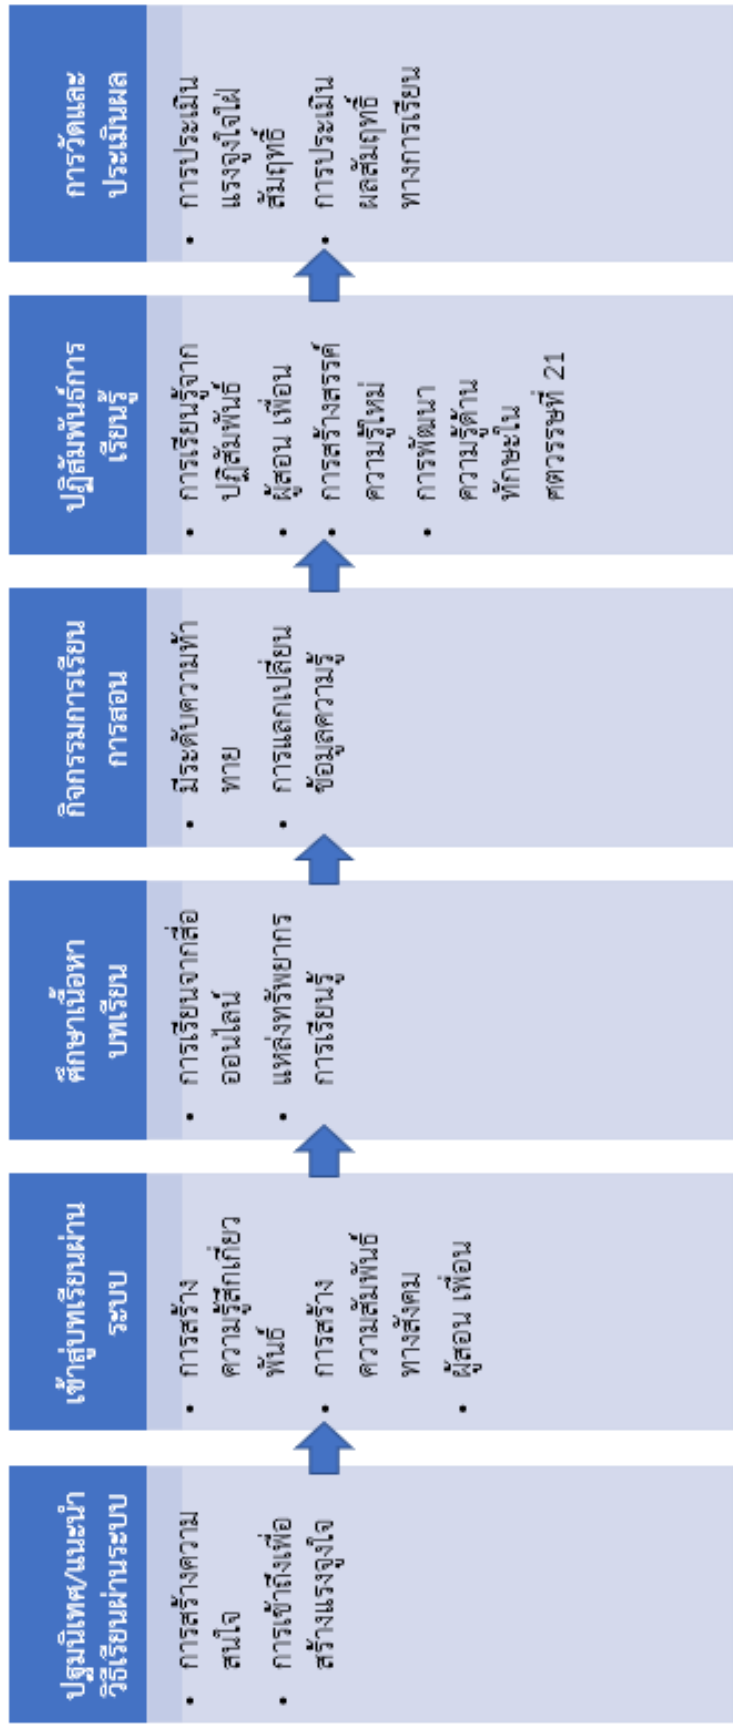 ปฐมนิเทศ/แนะนำ
วิธีเรียนผ่านระบบ
• การสร้างความ
สนใจ
• การเข้าถึงเพื่อ
สร้างแรงจูงใจ
เข้าสู่บทเรียนผ่าน
ระบบ
• การสร้าง
ความรู้สึกเกี่ยว
พันธ์
• การสร้าง
ความสัมพันธ์
ทางสังคม
• ผู้สอน เพื่อน
ศึกษาเนื้อหา
บทเรียน
• การเรียนจากสื่อ
ออนไลน์
• แหล่งทรัพยากร
การเรียนรู้
กิจกรรมการเรียน
การสอน
• มีระดับความท้า
ทาย
• การแลกเปลี่ยน
ข้อมูลความรู้
ปฏิสัมพันธ์การ
เรียนรู้
• การเรียนรู้จาก
ปฏิสัมพันธ์
• ผู้สอน เพื่อน
• การสร้างสรรค์
ความรู้ใหม่
• การพัฒนา
ความรู้ด้าน
ทักษะใน
ศตวรรษที่ 21
การวัดและ
ประเมินผล
• การประเมิน
แรงจูงใจใฝ่
สัมฤทธิ์
• การประเมิน
ผลสัมฤทธิ์
ทางการเรียน